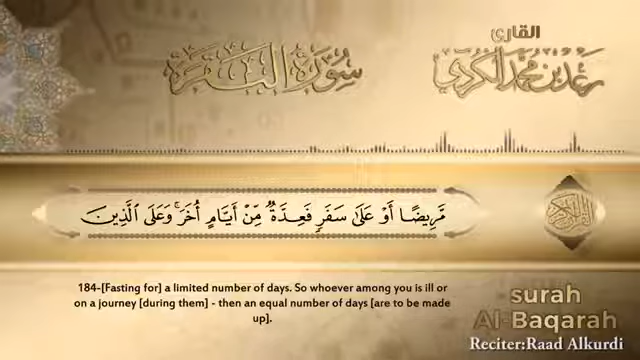 القارئ
رعد بن محمد الكردي
سورة البقرة
مَّرِيضًا أَوْ عَلَىٰ سَفَرٍ فَعِدَّةٌ مِّنْ أَيَّامٍ أُخَرَ ۚ وَعَلَى الَّذِينَ
القرآن الكريم
184-[Fasting for] a limited number of days. So whoever among you is ill or
on a journey [during them] - then an equal number of days [are to be made
up].
surah
Al-Baqarah
Reciter:Raad Alkurdi